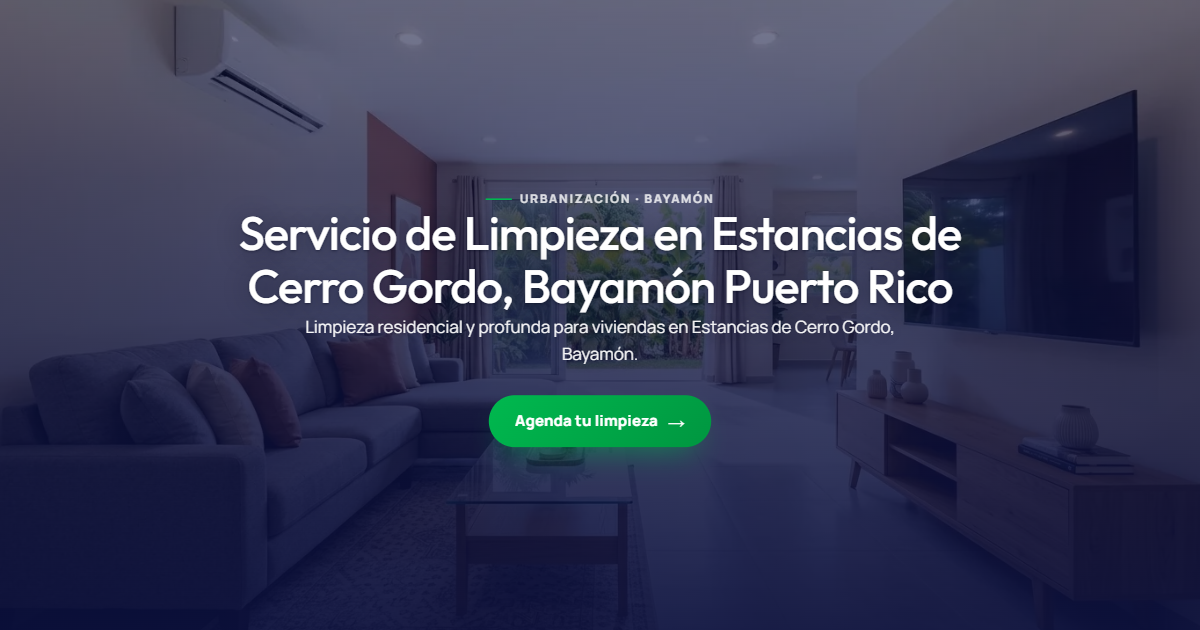 URBANIZACIÓN · BAYAMÓN
Servicio de Limpieza en Estancias de
Cerro Gordo, Bayamón Puerto Rico
Limpieza residencial y profunda para viviendas en Estancias de Cerro Gordo,
Bayamón.
Agenda tu limpieza →